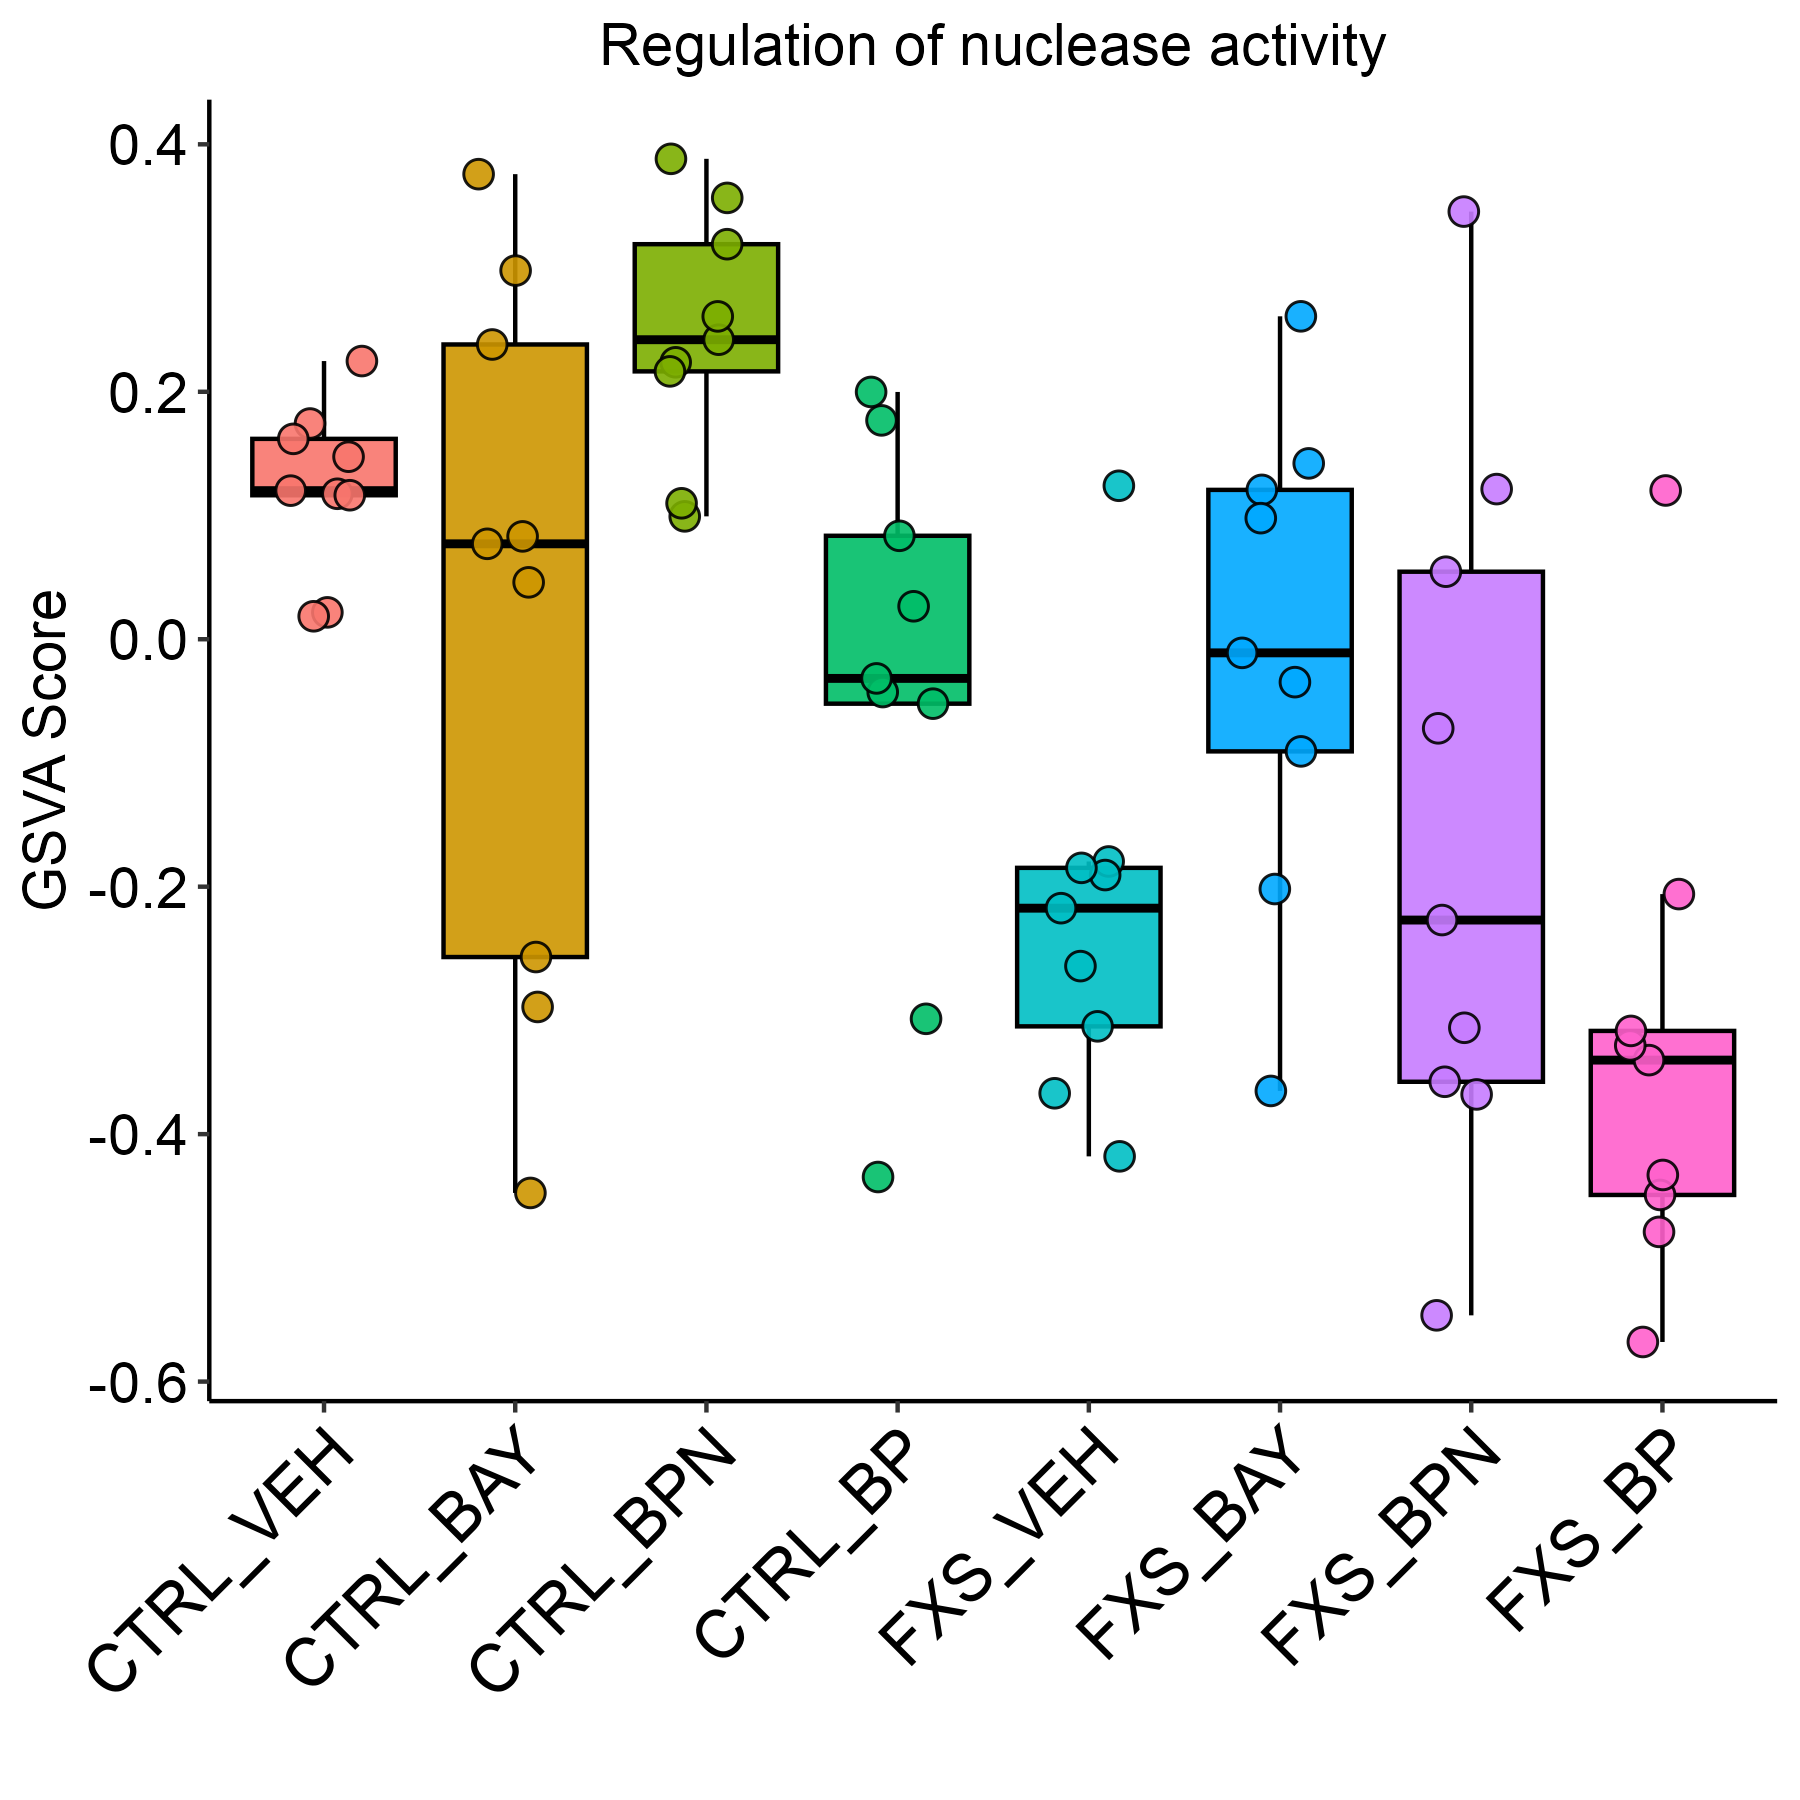 Regulation of nuclease activity
GSVA Score
0.4
0.2
0.0
-0.2
-0.4
-0.6
CTRL_VEH
CTRL_BAY
CTRL_BPN
CTRL_BP
FXS_VEH
FXS_BAY
FXS_BPN
FXS_BP